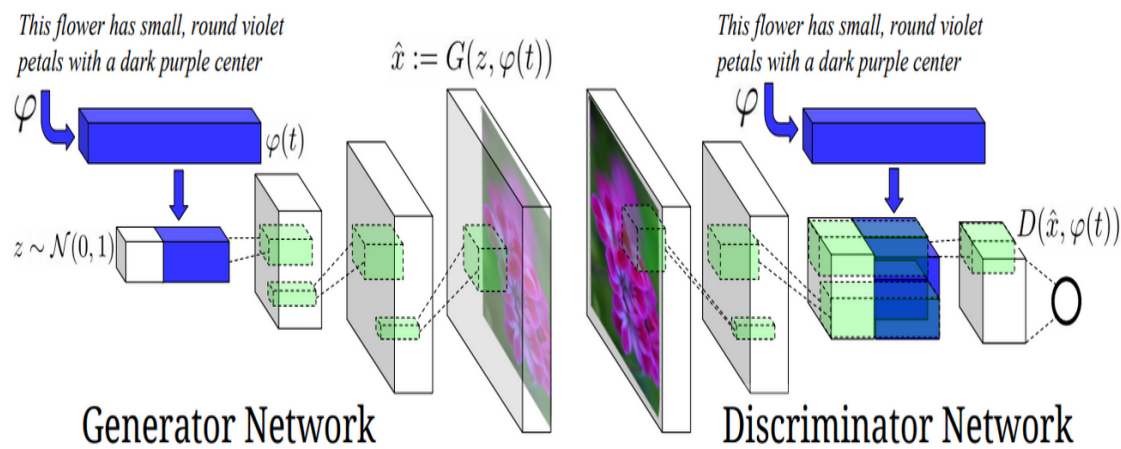 This flower has small, round violet
petals with a dark purple center
φ
φ(t)
z ~ 𝒩(0, 1)
x̂ := G(z, φ(t))
Generator Network
This flower has small, round violet
petals with a dark purple center
φ
D(x̂, φ(t))
Discriminator Network